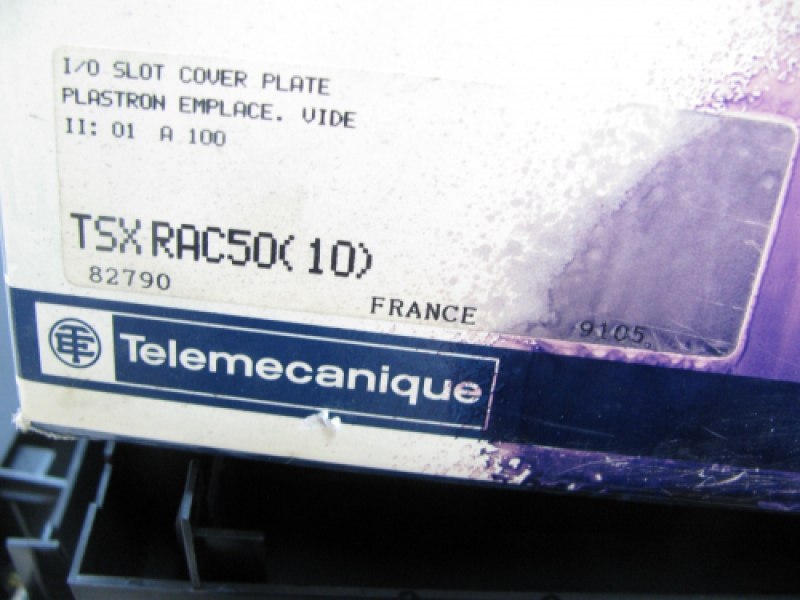 I/O SLOT COVER PLATE
PLASTRON EMPLACE. VIDE
II: 01 A 100
TSX RAC50(10)
82790
FRANCE
9105
Telemecanique